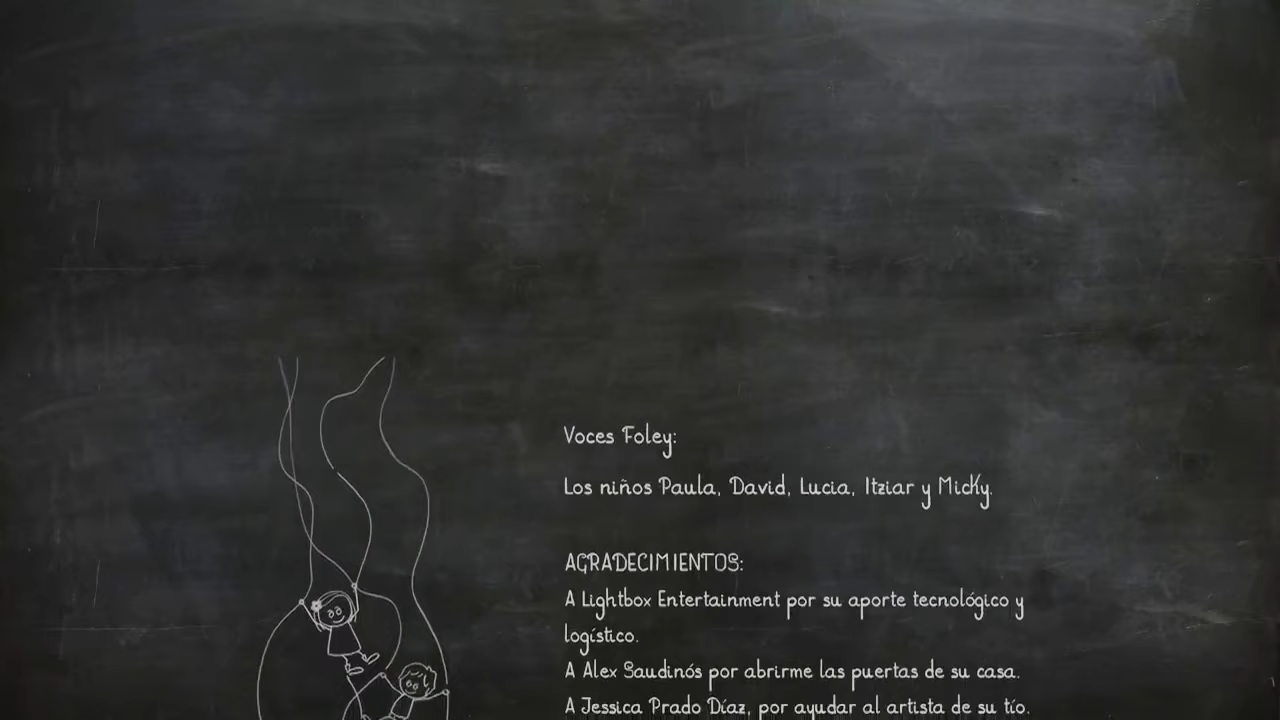 Voces Foley:
Los niños Paula, David, Lucia, Itziar y Micky.
AGRADECIMIENTOS:
A Lightbox Entertainment por su aporte tecnológico y
logístico.
A Alex Saudinós por abrirme las puertas de su casa.
A Jessica Prado Díaz, por ayudar al artista de su tío.